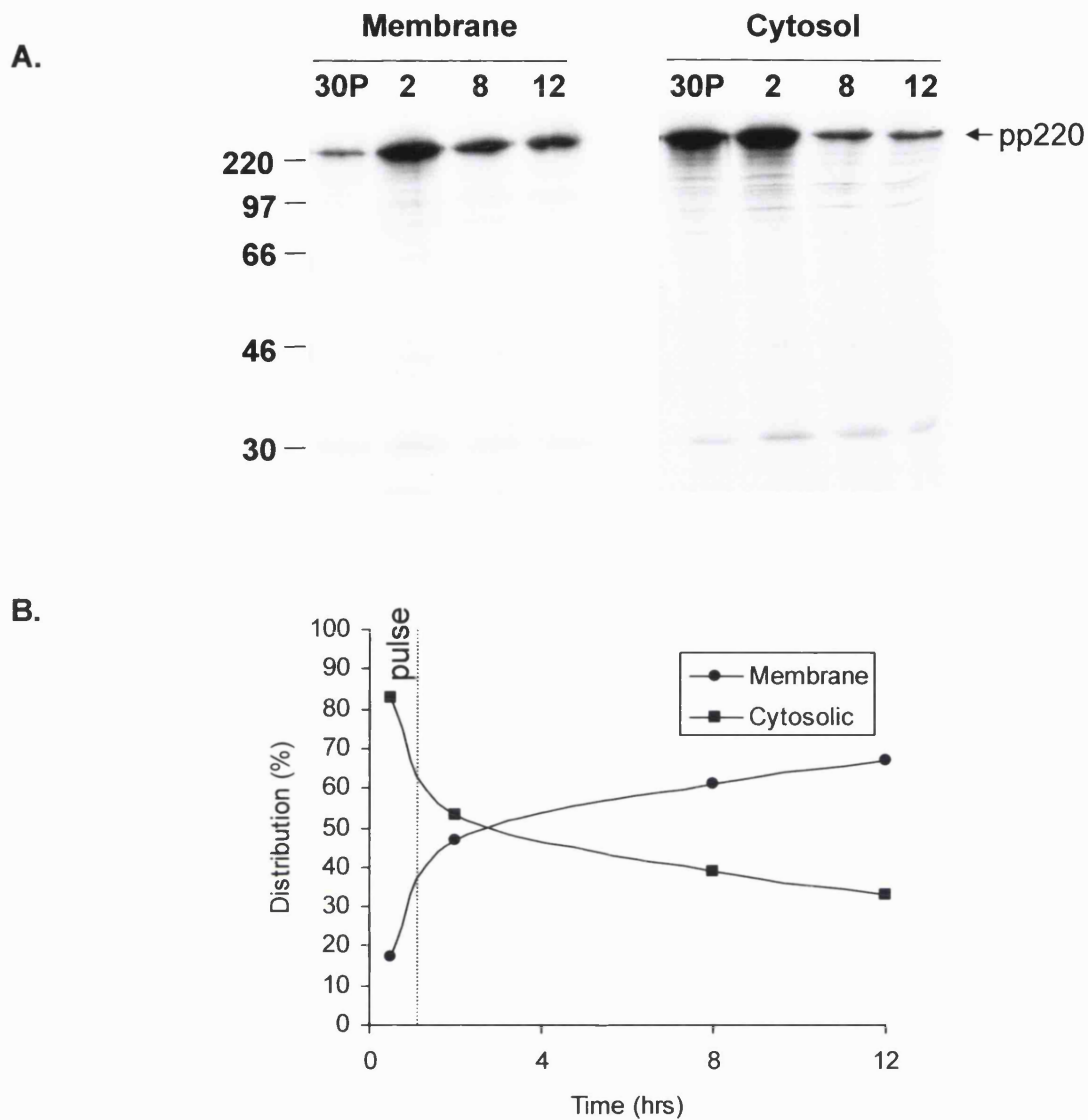 A.
Membrane
Cytosol
30P 2 8 12
30P 2 8 12
← pp220
220
97
66
46
30
B.
pulse
100
90
80
70
60
50
40
30
20
10
0
Distribution (%)
Membrane
Cytosolic
0 4 8 12
Time (hrs)